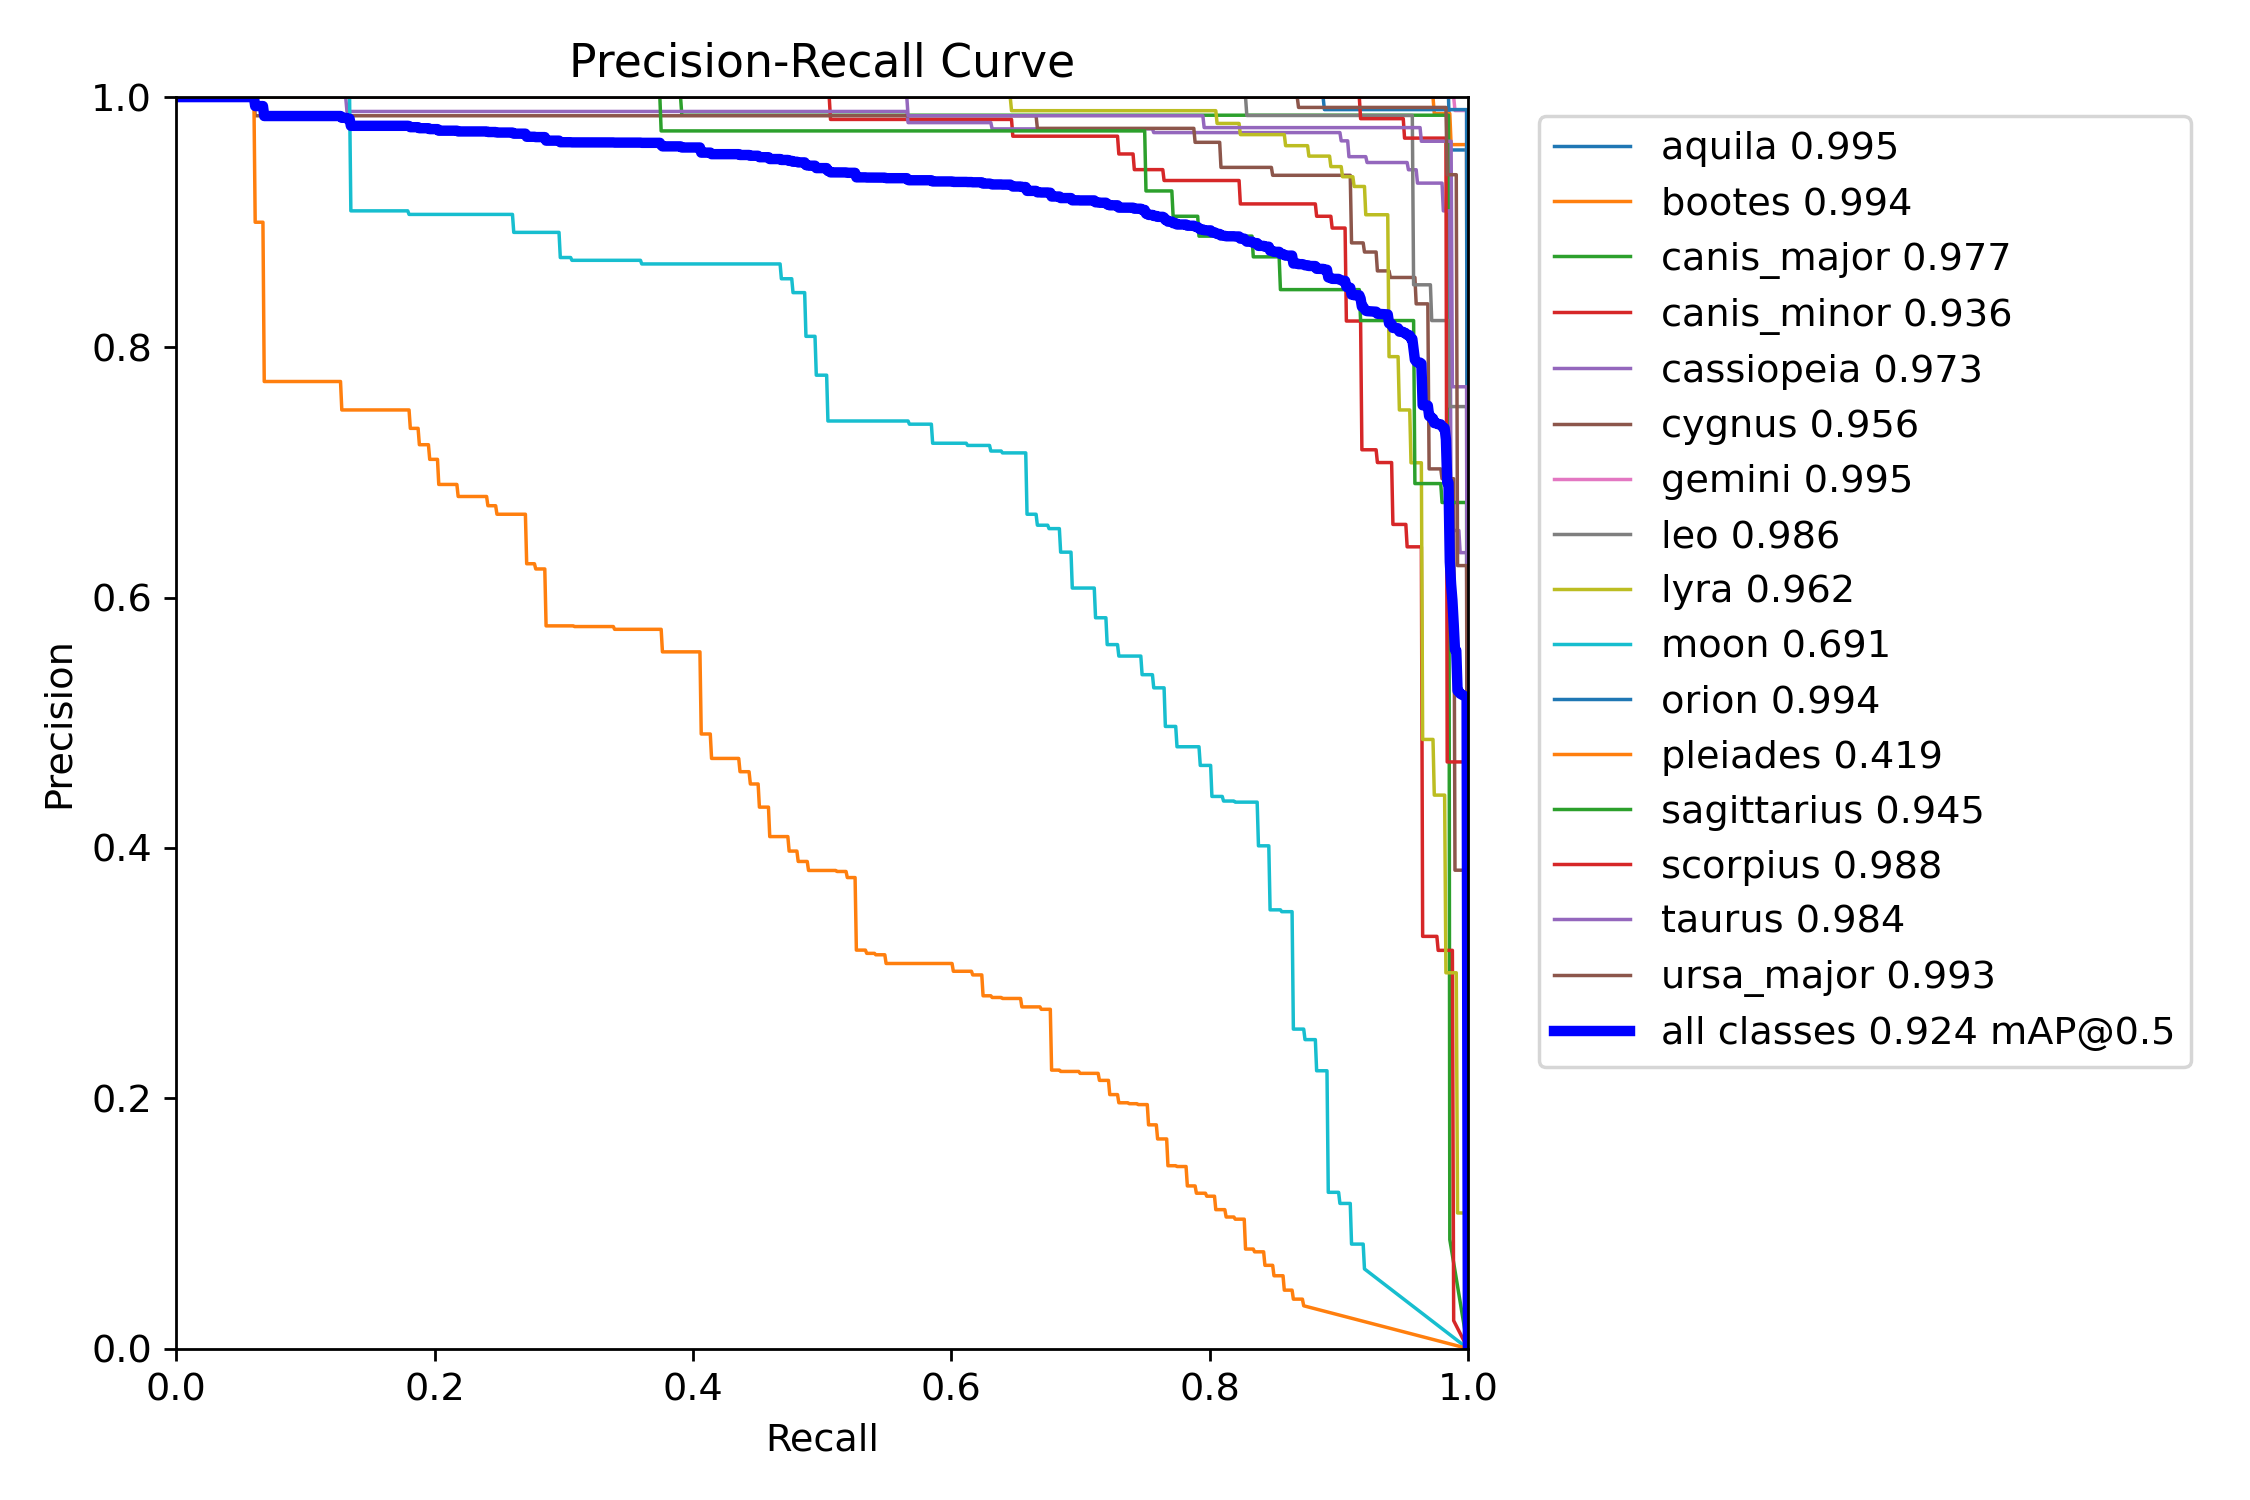 Precision-Recall Curve
1.0
0.8
0.6
0.4
0.2
0.0
Precision
0.0 0.2 0.4 0.6 0.8 1.0
Recall
aquila 0.995
bootes 0.994
canis_major 0.977
canis_minor 0.936
cassiopeia 0.973
cygnus 0.956
gemini 0.995
leo 0.986
lyra 0.962
moon 0.691
orion 0.994
pleiades 0.419
sagittarius 0.945
scorpius 0.988
taurus 0.984
ursa_major 0.993
all classes 0.924 mAP@0.5